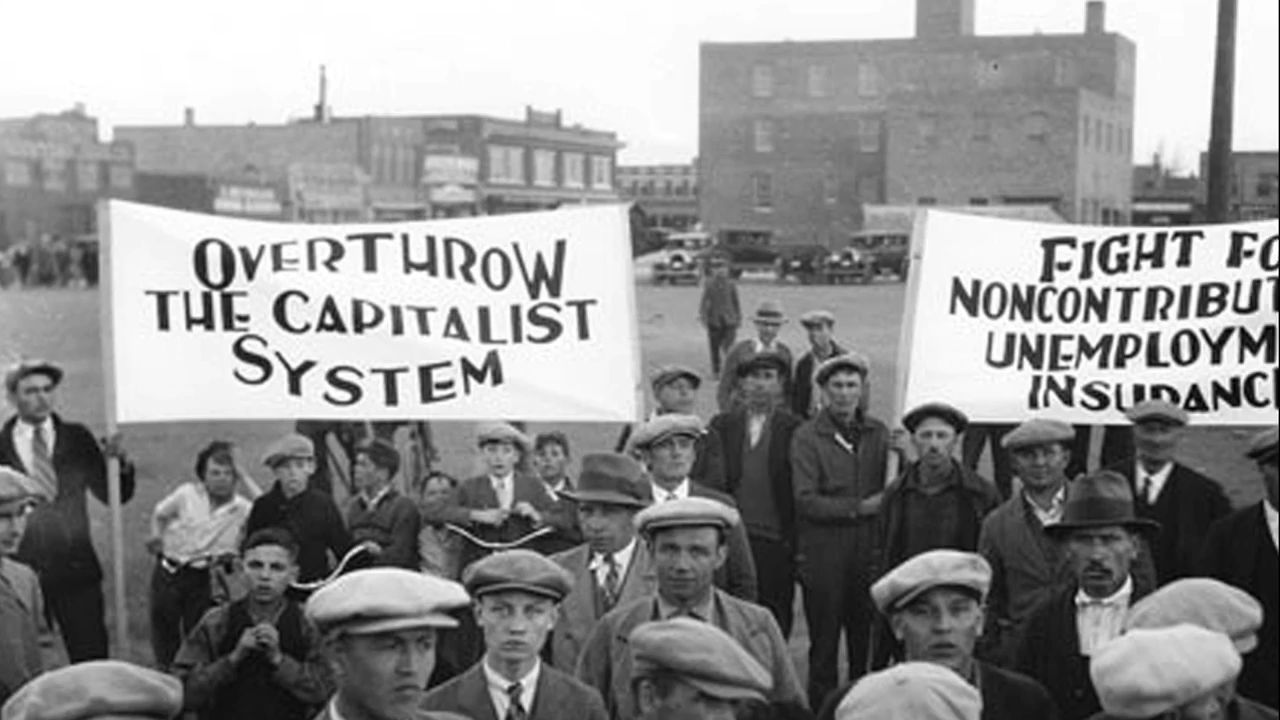 OVERTHROW
THE CAPITALIST
SYSTEM
FIGHT FO
NONCONTRIBUT
UNEMPLOYM
INSURANC